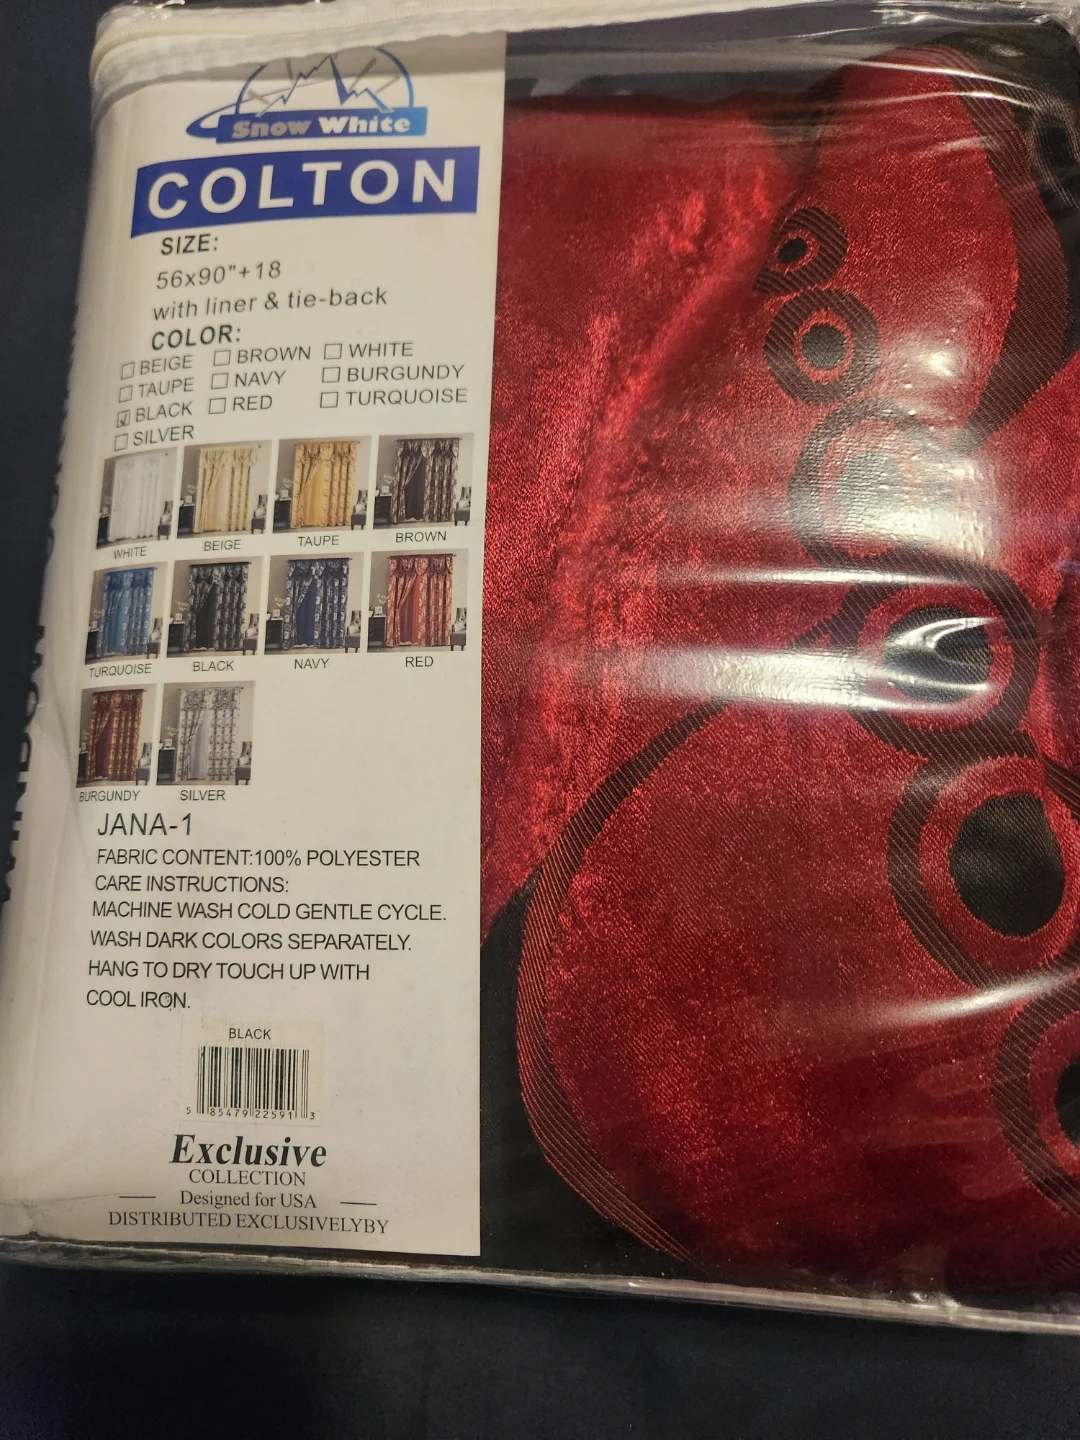 Snow White
COLTON
SIZE:
56x90"+18
with liner & tie-back
COLOR:
BEIGE BROWN WHITE
TAUPE NAVY BURGUNDY
BLACK RED TURQUOISE
SILVER
WHITE BEIGE TAUPE BROWN
TURQUOISE BLACK NAVY RED
BURGUNDY SILVER
JANA-1
FABRIC CONTENT:100% POLYESTER
CARE INSTRUCTIONS:
MACHINE WASH COLD GENTLE CYCLE.
WASH DARK COLORS SEPARATELY.
HANG TO DRY TOUCH UP WITH
COOL IRON.
BLACK
5 85479 22591 3
Exclusive
COLLECTION
Designed for USA
DISTRIBUTED EXCLUSIVELYBY